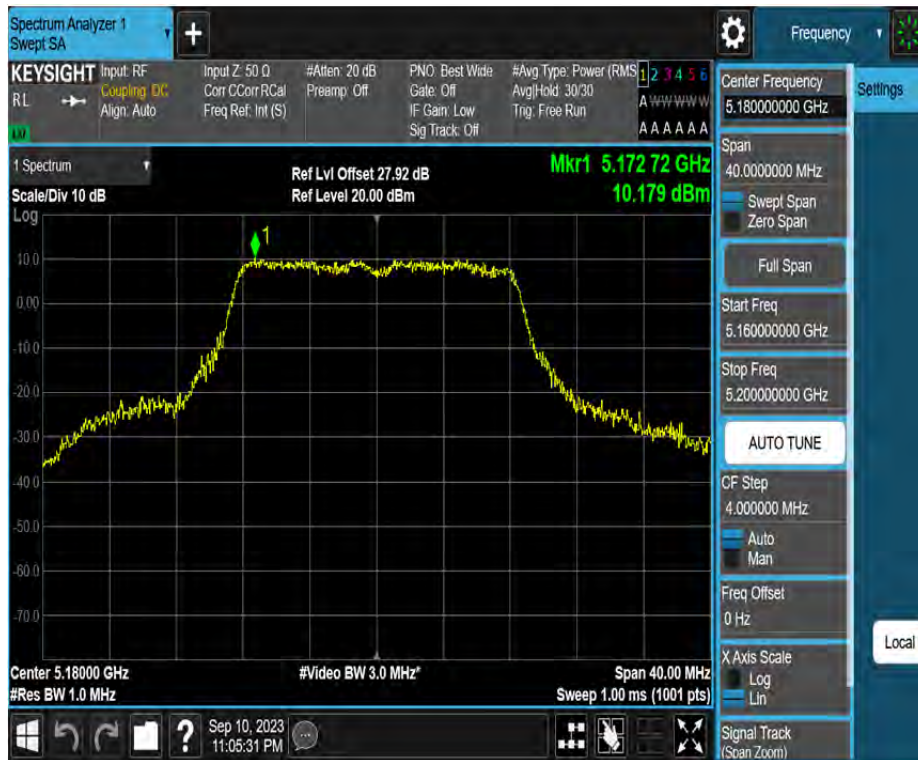 Spectrum Analyzer 1
Swept SA
Frequency
KEYSIGHT
RL
LXI
Input: RF
Coupling: DC
Align: Auto
Input Z: 50 Ω
Corr CCorr RCal
Freq Ref: Int (S)
#Atten: 20 dB
Preamp: Off
PNO: Best Wide
Gate: Off
IF Gain: Low
Sig Track: Off
#Avg Type: Power (RMS
Avg|Hold: 30/30
Trig: Free Run
1 2 3 4 5 6
A W W W W W
A A A A A A
1 Spectrum
Scale/Div 10 dB
Log
Ref Lvl Offset 27.92 dB
Ref Level 20.00 dBm
Mkr1 5.172 72 GHz
10.179 dBm
1
10.0
0.00
-10.0
-20.0
-30.0
-40.0
-50.0
-60.0
-70.0
Center 5.18000 GHz
#Res BW 1.0 MHz
#Video BW 3.0 MHz*
Span 40.00 MHz
Sweep 1.00 ms (1001 pts)
?
Sep 10, 2023
11:05:31 PM
Center Frequency
5.180000000 GHz
Span
40.0000000 MHz
Swept Span
Zero Span
Full Span
Start Freq
5.160000000 GHz
Stop Freq
5.200000000 GHz
AUTO TUNE
CF Step
4.000000 MHz
Auto
Man
Freq Offset
0 Hz
X Axis Scale
Log
Lin
Signal Track
(Span Zoom)
Settings
Local